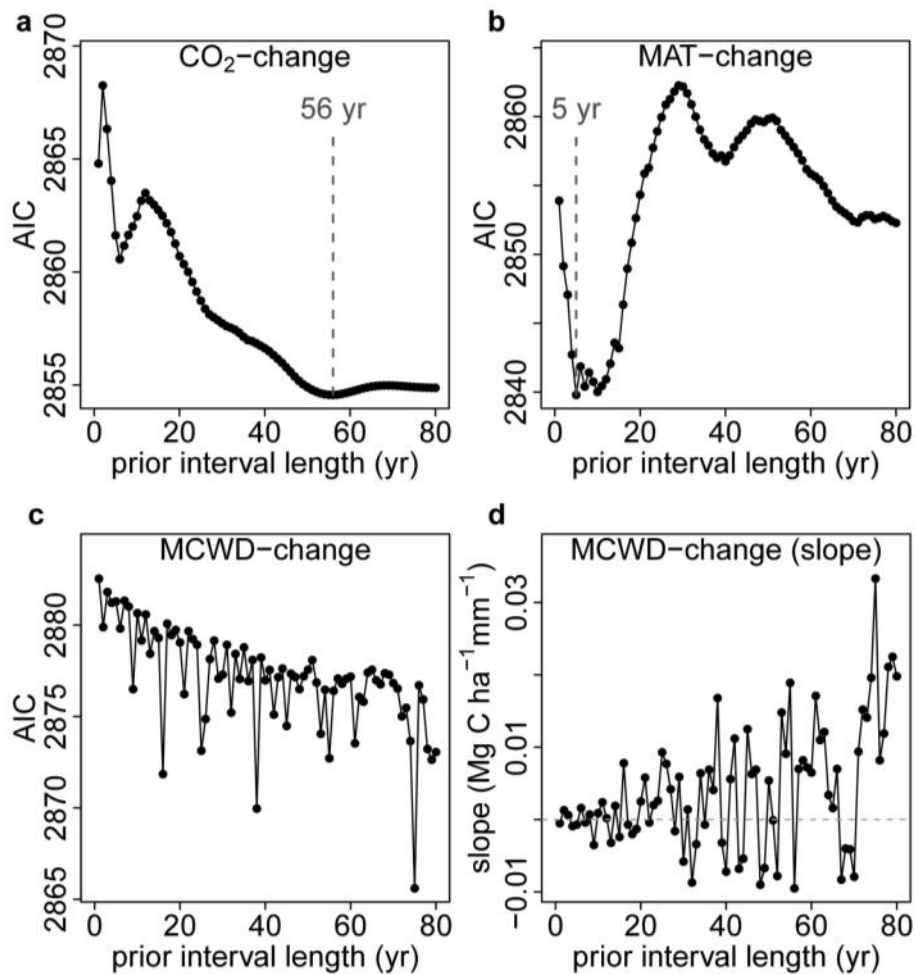 a
CO₂−change
56 yr
2870
2865
2860
2855
AIC
0 20 40 60 80
prior interval length (yr)
b
MAT−change
5 yr
2860
2850
2840
AIC
0 20 40 60 80
prior interval length (yr)
c
MCWD−change
2880
2875
2870
2865
AIC
0 20 40 60 80
prior interval length (yr)
d
MCWD−change (slope)
0.03
0.01
−0.01
slope (Mg C ha⁻¹mm⁻¹)
0 20 40 60 80
prior interval length (yr)